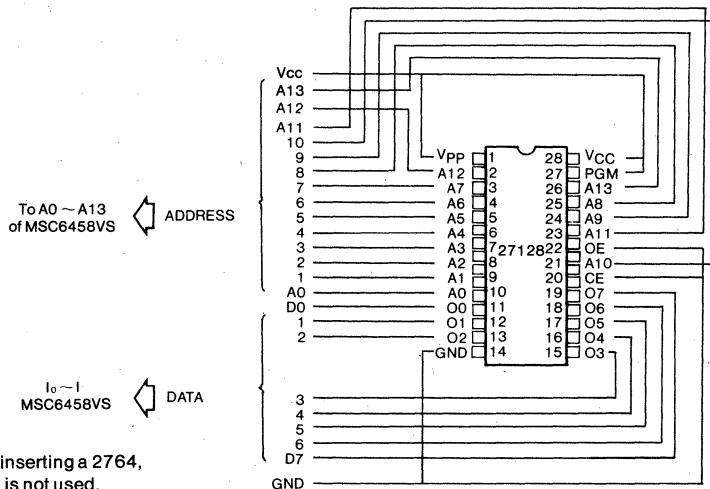 Vcc
A13
A12
A11
10
9
8
7
6
5
4
3
2
1
A0
D0
1
2
3
4
5
6
D7
GND
To A0 ~ A13
of MSC6458VS
ADDRESS
I₀ ~ I
MSC6458VS
DATA
inserting a 2764,
is not used.
VPP 1
A12 2
A7 3
A6 4
A5 5
A4 6
A3 7
A2 8
A1 9
A0 10
O0 11
O1 12
O2 13
GND 14
27128
28 VCC
27 PGM
26 A13
25 A8
24 A9
23 A11
22 OE
21 A10
20 CE
19 O7
18 O6
17 O5
16 O4
15 O3